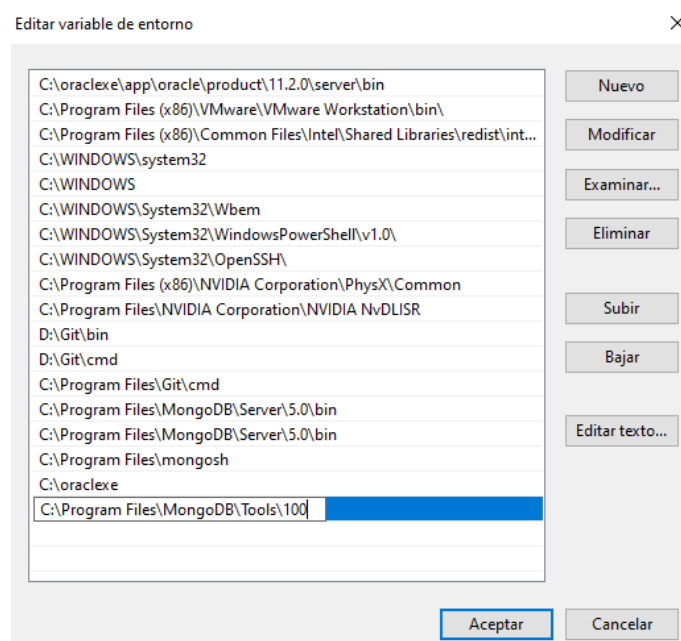 Editar variable de entorno
C:\oraclexe\app\oracle\product\11.2.0\server\bin
C:\Program Files (x86)\VMware\VMware Workstation\bin\
C:\Program Files (x86)\Common Files\Intel\Shared Libraries\redist\int...
C:\WINDOWS\system32
C:\WINDOWS
C:\WINDOWS\System32\Wbem
C:\WINDOWS\System32\WindowsPowerShell\v1.0\
C:\WINDOWS\System32\OpenSSH\
C:\Program Files (x86)\NVIDIA Corporation\PhysX\Common
C:\Program Files\NVIDIA Corporation\NVIDIA NvDLISR
D:\Git\bin
D:\Git\cmd
C:\Program Files\Git\cmd
C:\Program Files\MongoDB\Server\5.0\bin
C:\Program Files\MongoDB\Server\5.0\bin
C:\Program Files\mongosh
C:\oraclexe
C:\Program Files\MongoDB\Tools\100
Nuevo
Modificar
Examinar...
Eliminar
Subir
Bajar
Editar texto...
Aceptar
Cancelar